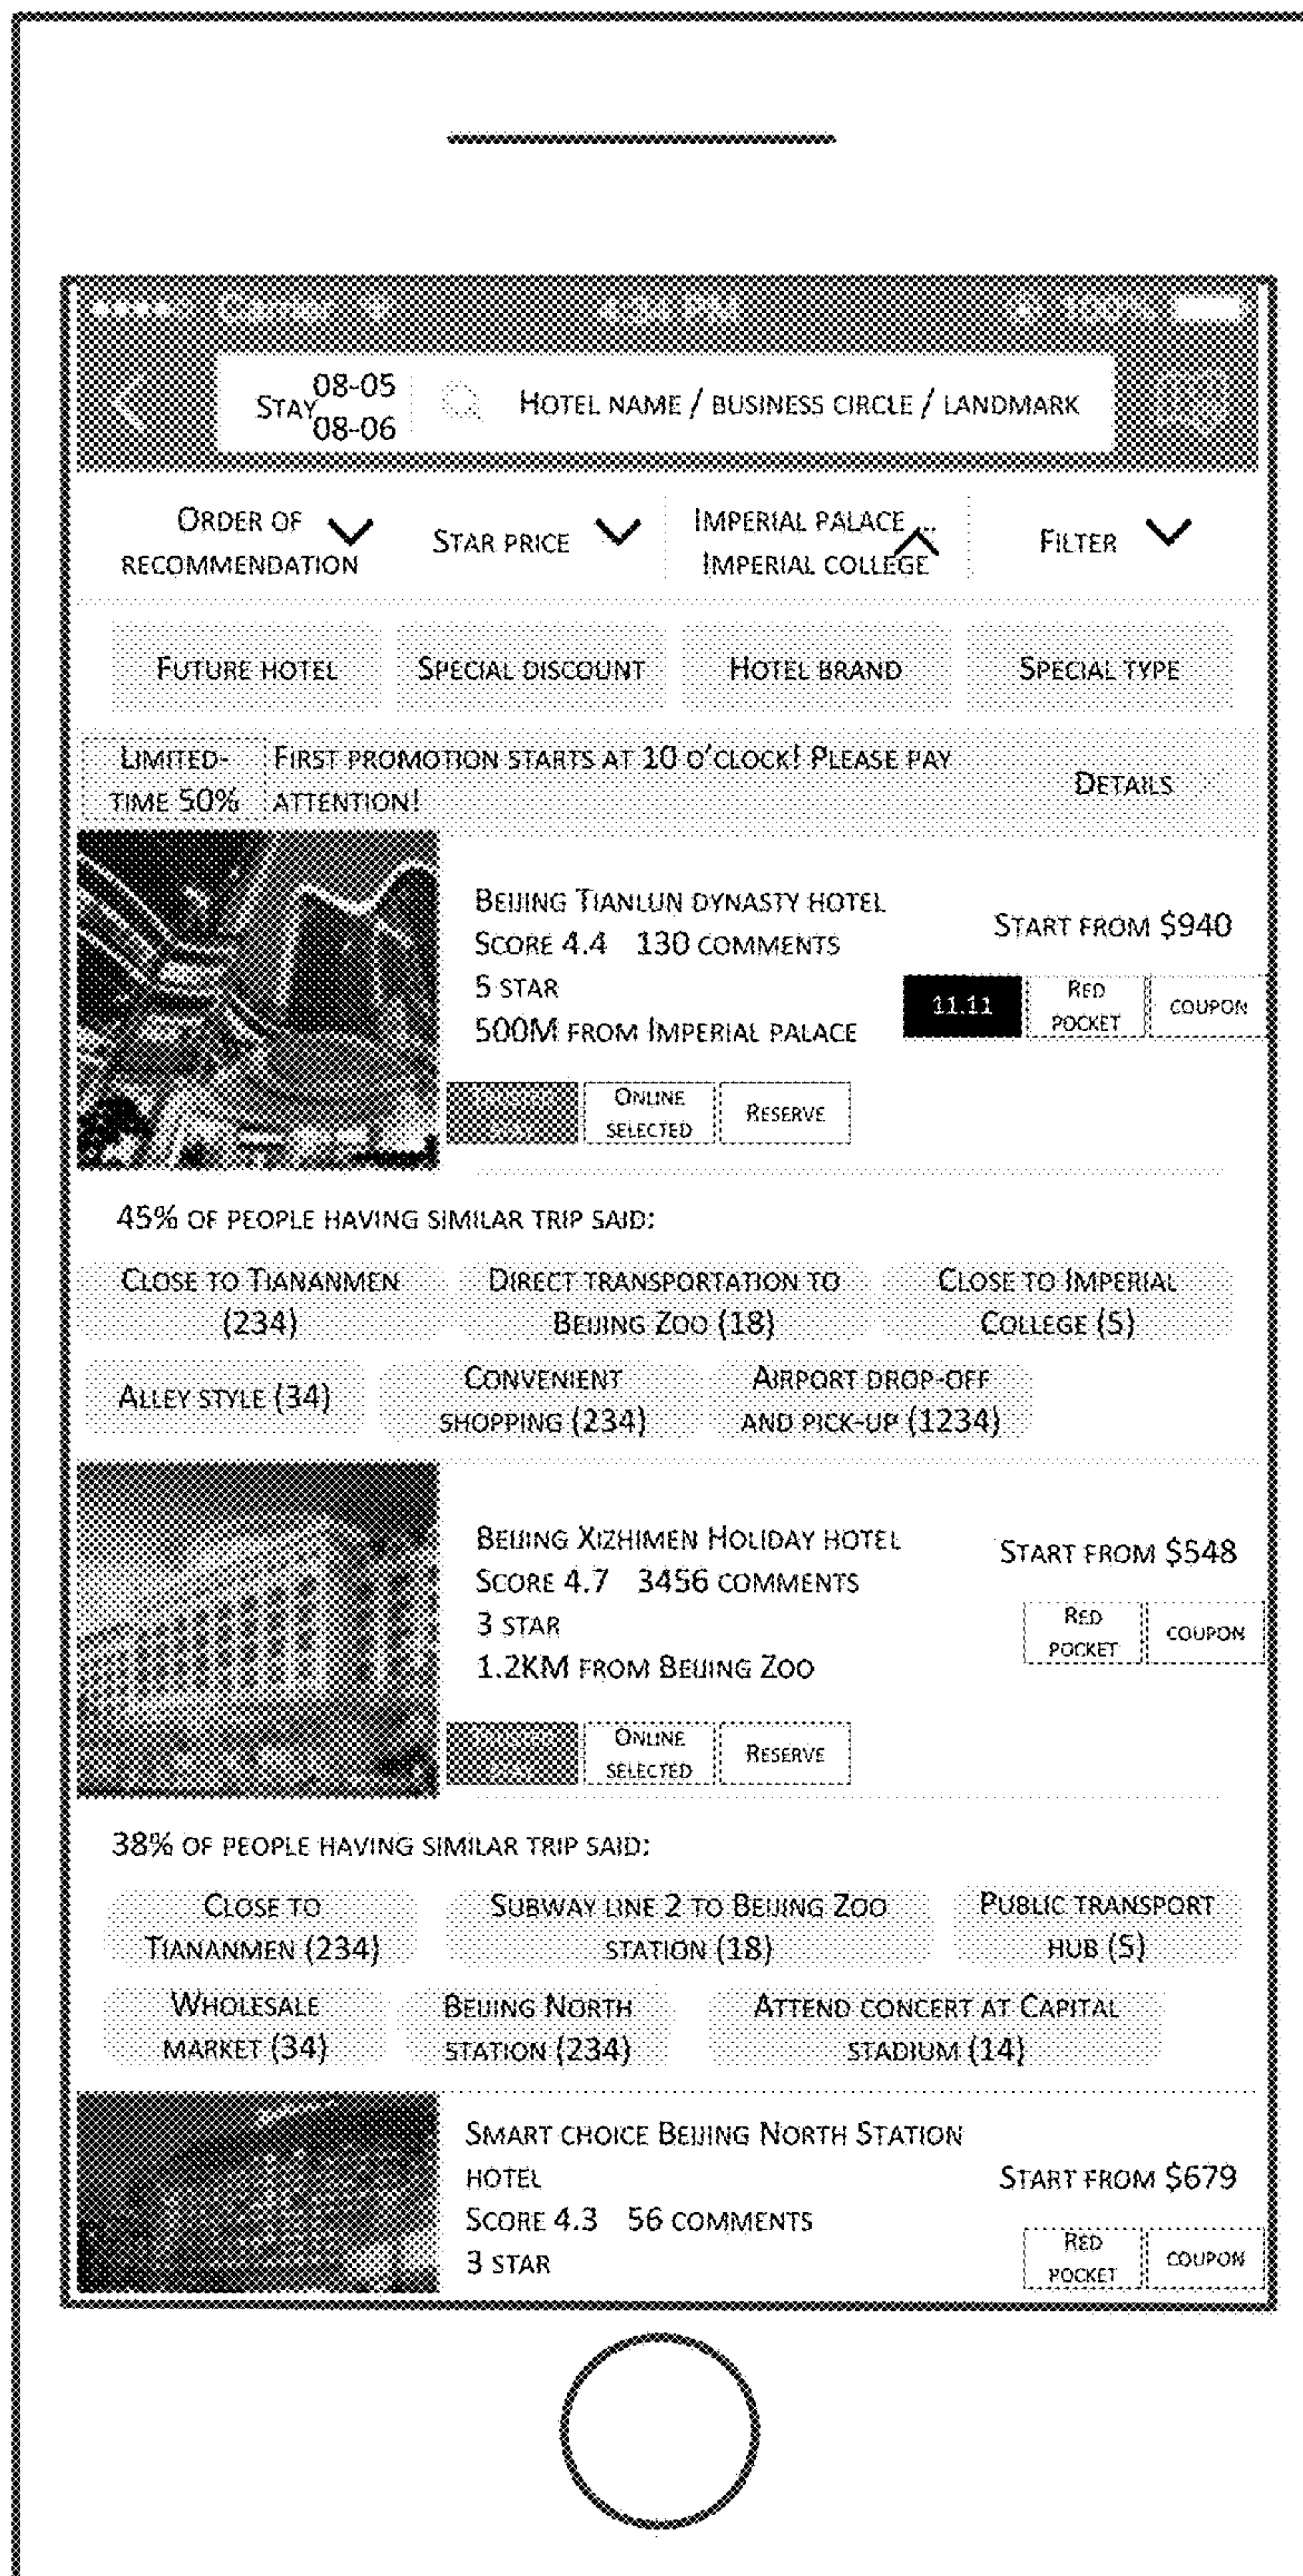 Carrier
STAY 08-05
08-06
HOTEL NAME / BUSINESS CIRCLE / LANDMARK
ORDER OF
RECOMMENDATION
STAR PRICE
IMPERIAL PALACE ...
IMPERIAL COLLEGE
FILTER
FUTURE HOTEL
SPECIAL DISCOUNT
HOTEL BRAND
SPECIAL TYPE
LIMITED-
TIME 50%
FIRST PROMOTION STARTS AT 10 O'CLOCK! PLEASE PAY
ATTENTION!
DETAILS
BEIJING TIANLUN DYNASTY HOTEL
SCORE 4.4 130 COMMENTS
5 STAR
500M FROM IMPERIAL PALACE
START FROM $940
11.11
RED
POCKET
COUPON
ONLINE
SELECTED
RESERVE
45% OF PEOPLE HAVING SIMILAR TRIP SAID:
CLOSE TO TIANANMEN
(234)
DIRECT TRANSPORTATION TO
BEIJING ZOO (18)
CLOSE TO IMPERIAL
COLLEGE (5)
ALLEY STYLE (34)
CONVENIENT
SHOPPING (234)
AIRPORT DROP-OFF
AND PICK-UP (1234)
BEIJING XIZHIMEN HOLIDAY HOTEL
SCORE 4.7 3456 COMMENTS
3 STAR
1.2KM FROM BEIJING ZOO
START FROM $548
RED
POCKET
COUPON
ONLINE
SELECTED
RESERVE
38% OF PEOPLE HAVING SIMILAR TRIP SAID:
CLOSE TO
TIANANMEN (234)
SUBWAY LINE 2 TO BEIJING ZOO
STATION (18)
PUBLIC TRANSPORT
HUB (5)
WHOLESALE
MARKET (34)
BEIJING NORTH
STATION (234)
ATTEND CONCERT AT CAPITAL
STADIUM (14)
SMART CHOICE BEIJING NORTH STATION
HOTEL
SCORE 4.3 56 COMMENTS
3 STAR
START FROM $679
RED
POCKET
COUPON